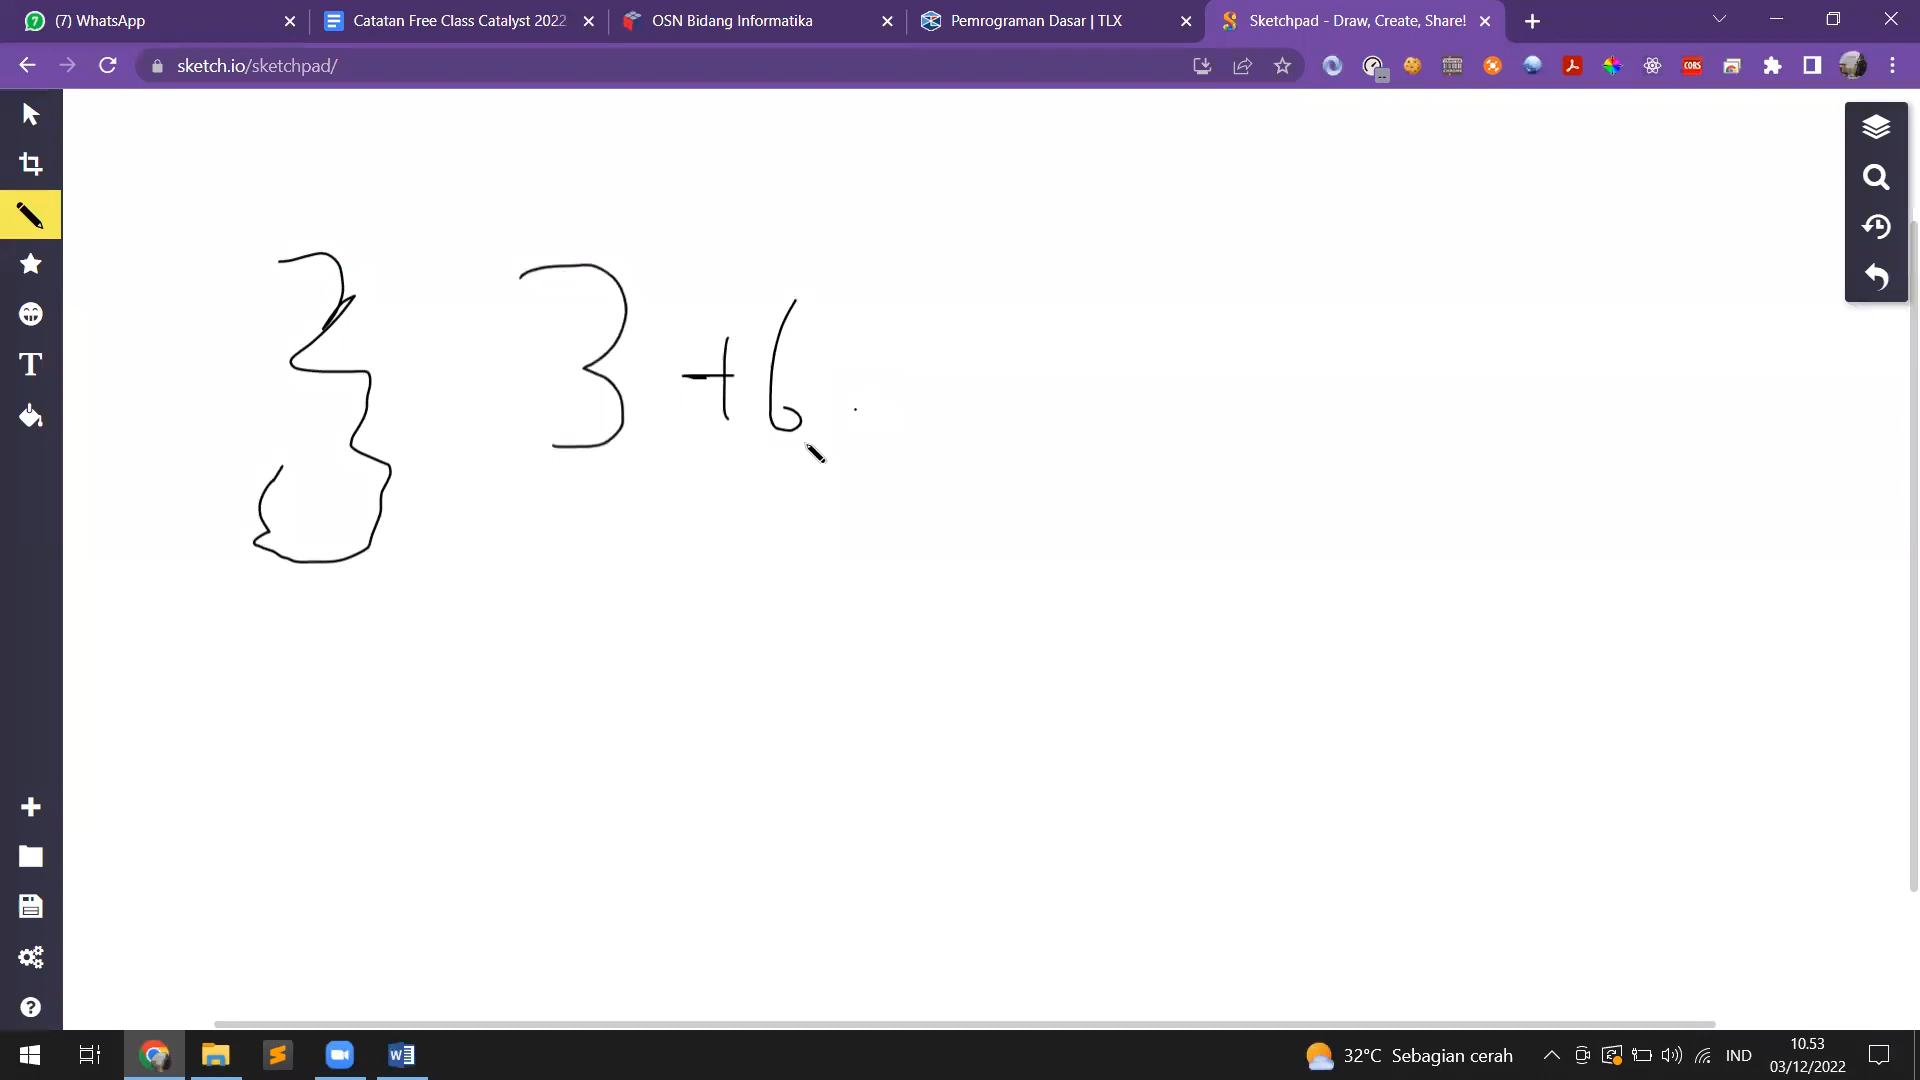 (7) WhatsApp
Catatan Free Class Catalyst 2022
OSN Bidang Informatika
Pemrograman Dasar | TLX
Sketchpad - Draw, Create, Share!
sketch.io/sketchpad/
CORS
T
3 + 6
32°C Sebagian cerah
IND
10.53
03/12/2022